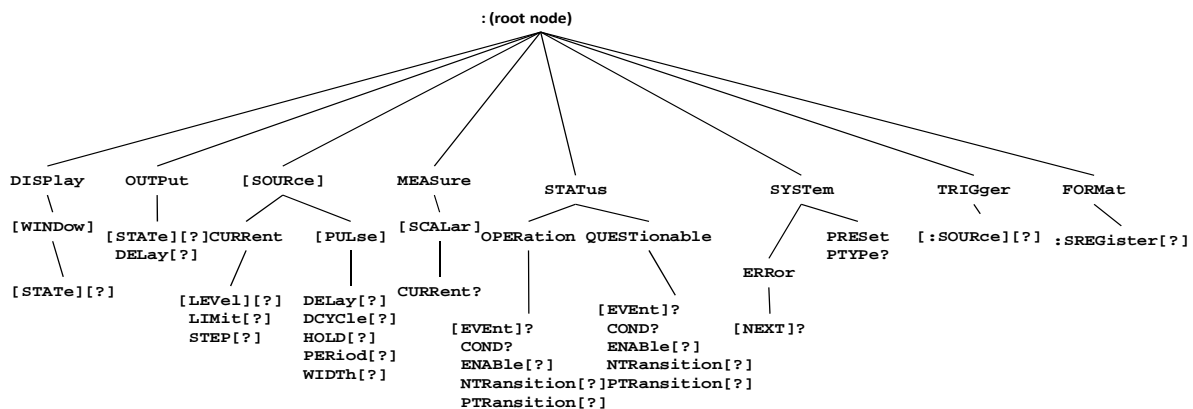 : (root node)
DISPlay OUTPut [SOURce] MEASure STATus SYSTem TRIGger FORMat
[WINDow] [STATe][?] CURRent [PULse] [SCALar] OPERation QUEStionable PRESet [:SOURce][?] :SREGister[?]
DELay[?] PTYPe?
ERRor
[STATe][?] [LEVel][?] DELay[?] CURRent?
LIMit[?] DCYCle[?] [EVEnt]? [EVEnt]? [NEXT]?
STEP[?] HOLD[?] COND? COND?
PERiod[?] ENABle[?] ENABle[?]
WIDTh[?] NTRansition[?] NTRansition[?]
PTRansition[?] PTRansition[?]